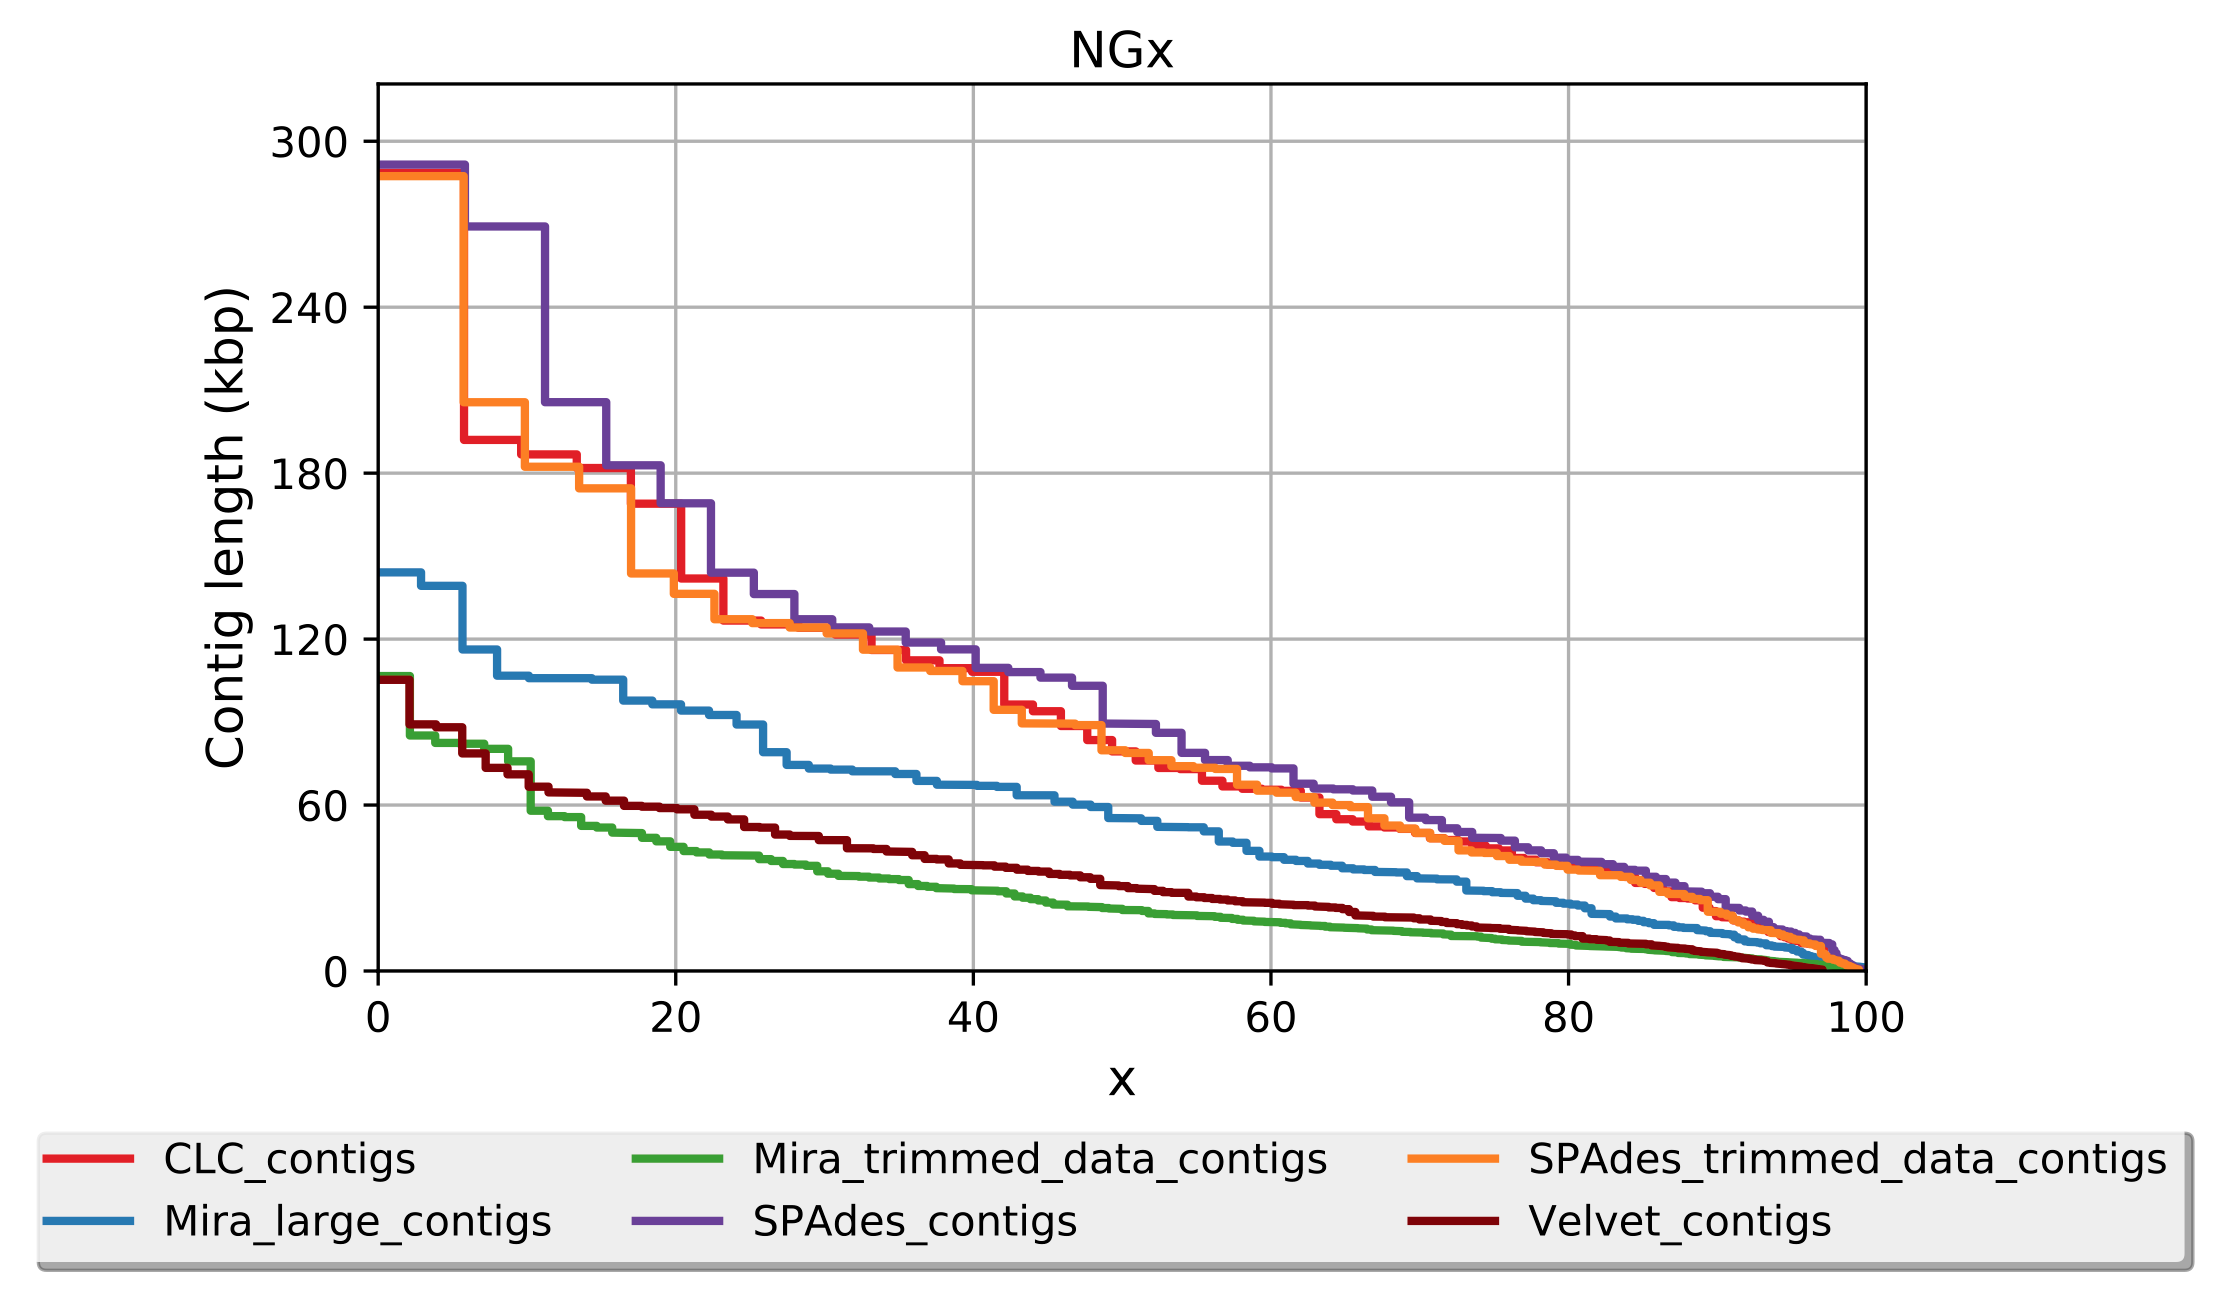 NGx
Contig length (kbp)
300
240
180
120
60
0
0 20 40 60 80 100
x
CLC_contigs Mira_trimmed_data_contigs SPAdes_trimmed_data_contigs
Mira_large_contigs SPAdes_contigs Velvet_contigs